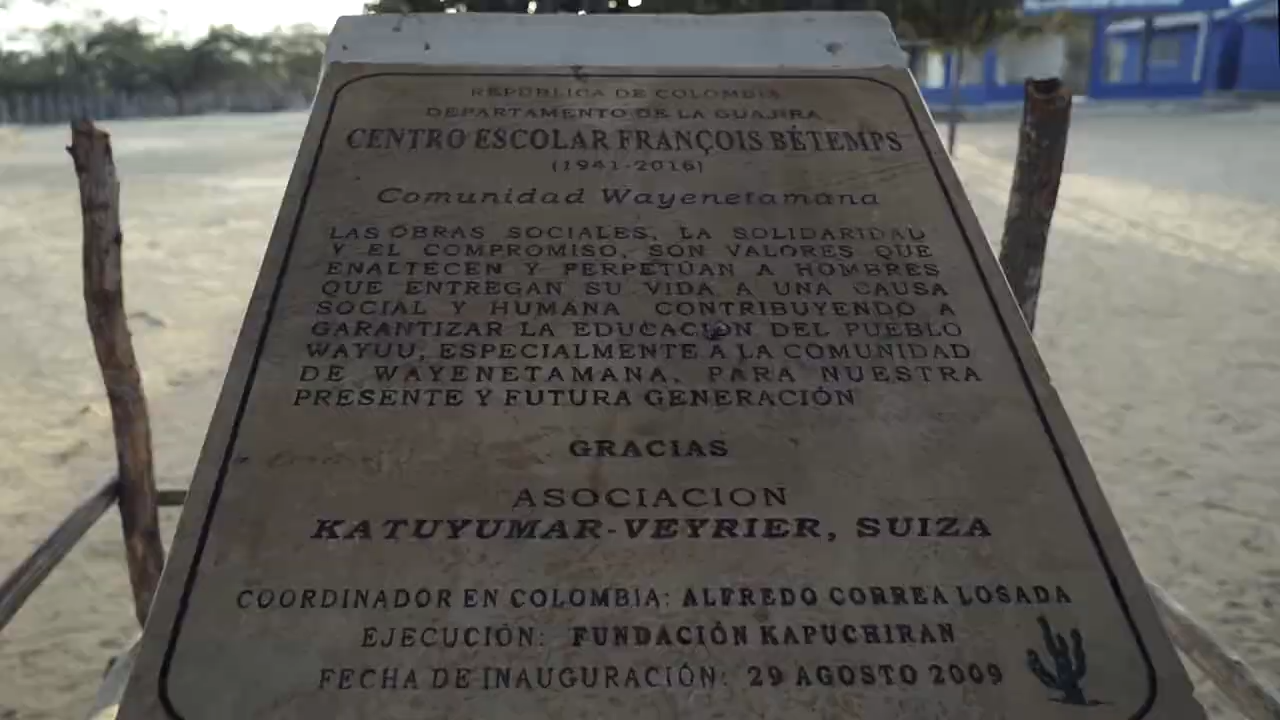 REPÚBLICA DE COLOMBIA
DEPARTAMENTO DE LA GUAJIRA
CENTRO ESCOLAR FRANÇOIS BÉTEMPS
(1941-2016)
Comunidad Wayenetamana
LAS OBRAS SOCIALES, LA SOLIDARIDAD
Y EL COMPROMISO, SON VALORES QUE
ENALTECEN Y PERPETÚAN A HOMBRES
QUE ENTREGAN SU VIDA A UNA CAUSA
SOCIAL Y HUMANA CONTRIBUYENDO A
GARANTIZAR LA EDUCACIÓN DEL PUEBLO
WAYUU, ESPECIALMENTE A LA COMUNIDAD
DE WAYENETAMANA, PARA NUESTRA
PRESENTE Y FUTURA GENERACIÓN
GRACIAS
ASOCIACION
KATUYUMAR-VEYRIER, SUIZA
COORDINADOR EN COLOMBIA: ALFREDO CORREA LOSADA
EJECUCIÓN: FUNDACIÓN KAPUCHIRAN
FECHA DE INAUGURACIÓN: 29 AGOSTO 2009